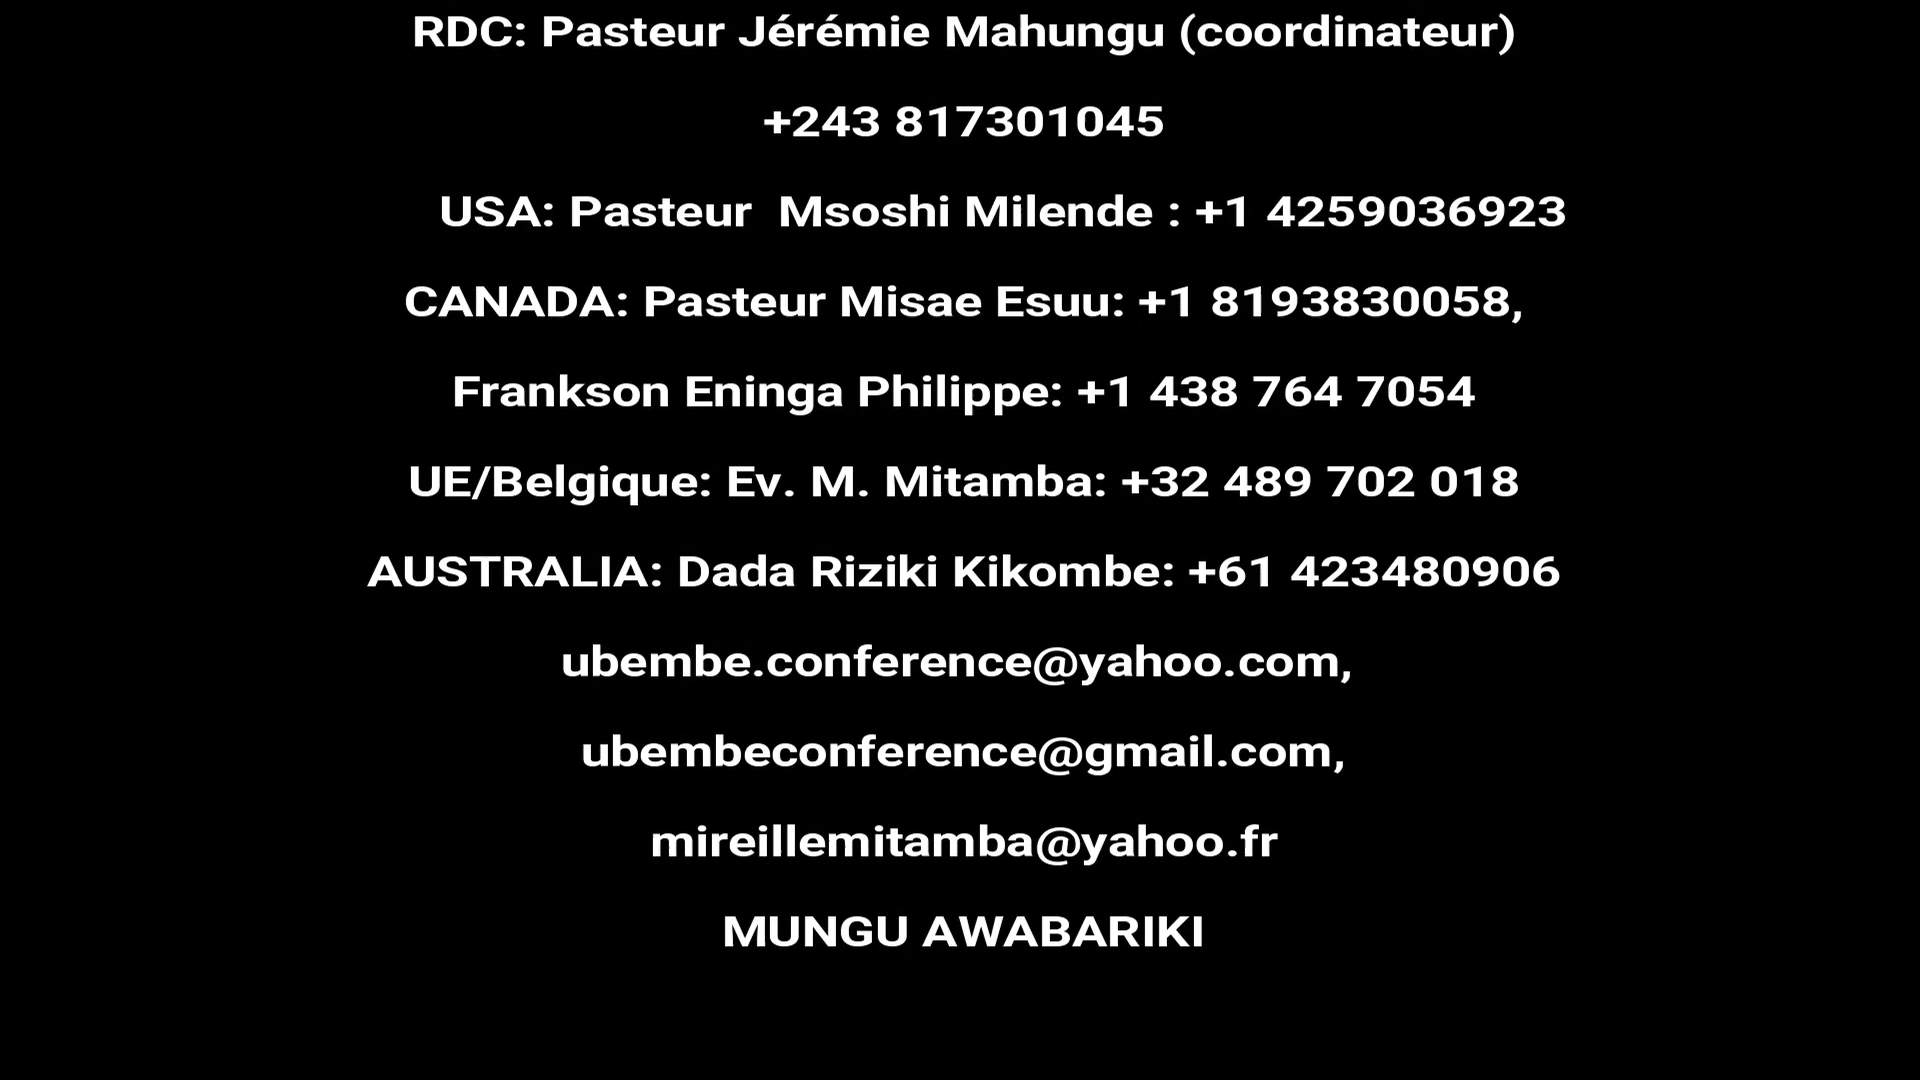 RDC: Pasteur Jérémie Mahungu (coordinateur)
+243 817301045
USA: Pasteur  Msoshi Milende : +1 4259036923
CANADA: Pasteur Misae Esuu: +1 8193830058,
Frankson Eninga Philippe: +1 438 764 7054
UE/Belgique: Ev. M. Mitamba: +32 489 702 018
AUSTRALIA: Dada Riziki Kikombe: +61 423480906
ubembe.conference@yahoo.com,
ubembeconference@gmail.com,
mireillemitamba@yahoo.fr
MUNGU AWABARIKI